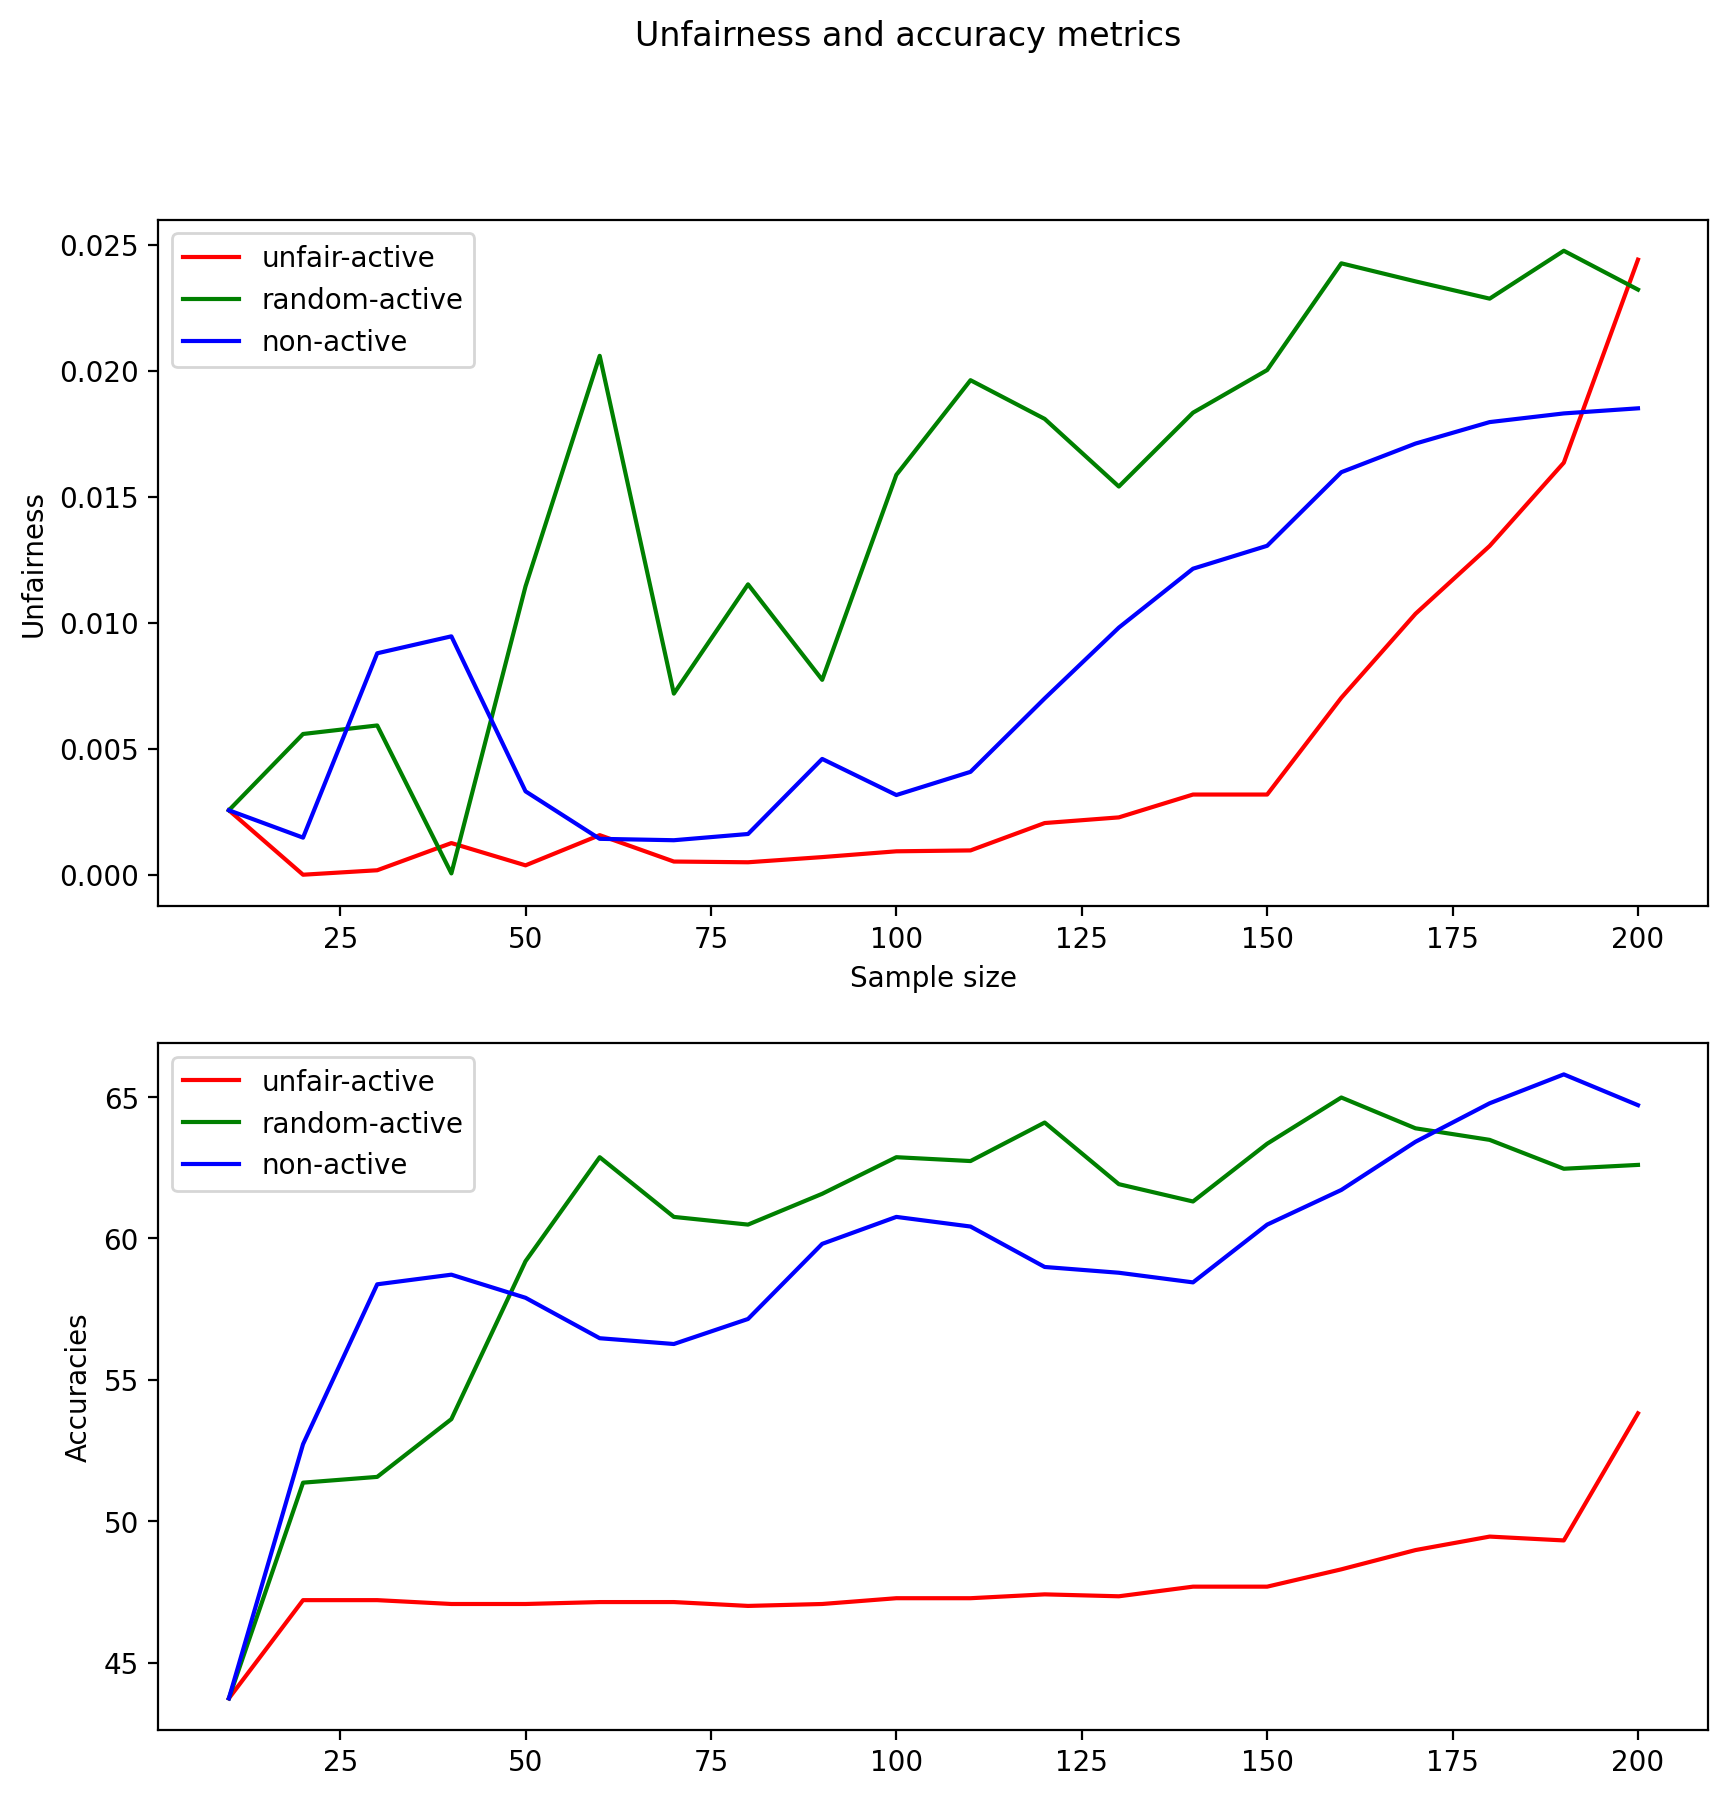 Unfairness and accuracy metrics
unfair-active
random-active
non-active
0.025
0.020
0.015
0.010
0.005
0.000
Unfairness
25 50 75 100 125 150 175 200
Sample size
unfair-active
random-active
non-active
65
60
55
50
45
Accuracies
25 50 75 100 125 150 175 200